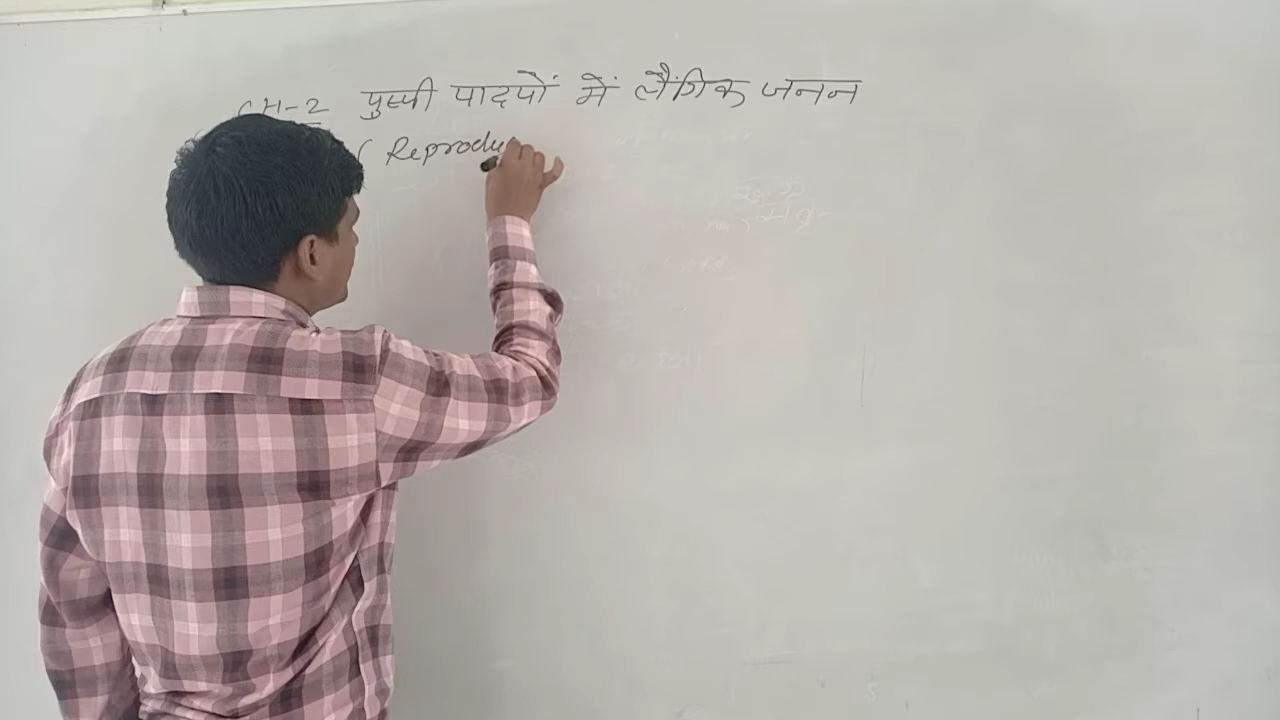 CH-2 पुष्पी पादपों में लैंगिक जनन
( Reprodu